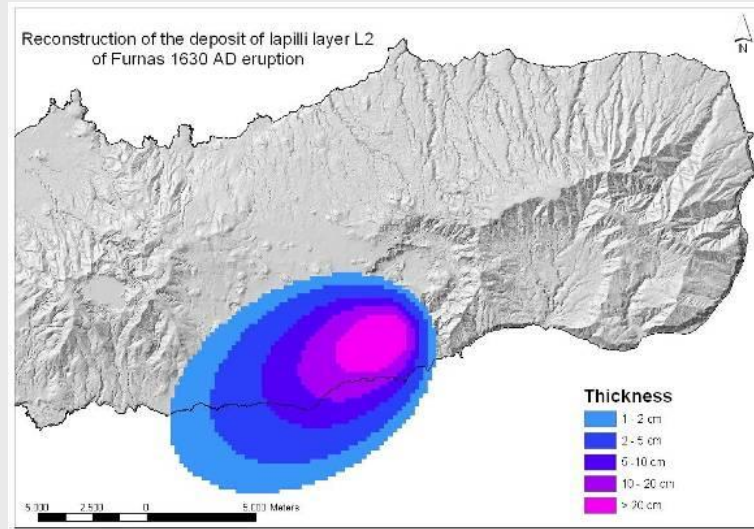 Reconstruction of the deposit of lapilli layer L2
of Furnas 1630 AD eruption
N
Thickness
1 - 2 cm
2 - 5 cm
5 - 10 cm
10 - 20 cm
> 20 cm
5.000 2.500 0 5.000 Meters